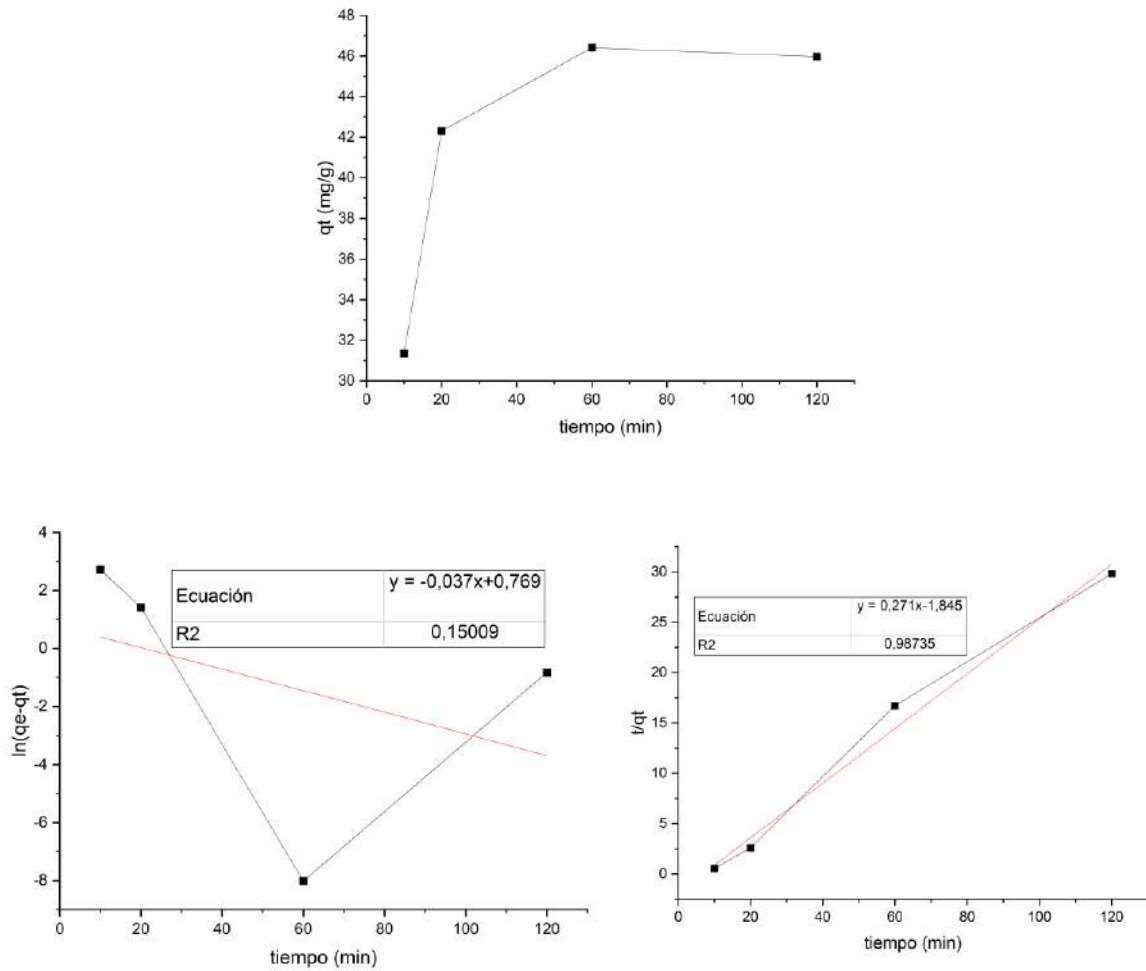 48
46
44
42
40
38
36
34
32
30
qt (mg/g)
0 20 40 60 80 100 120
tiempo (min)
4
2
0
-2
-4
-6
-8
ln(qe-qt)
Ecuación y = -0,037x+0,769
R2 0,15009
0 20 40 60 80 100 120
tiempo (min)
30
25
20
15
10
5
0
t/qt
Ecuación y = 0,271x-1,845
R2 0,98735
0 20 40 60 80 100 120
tiempo (min)